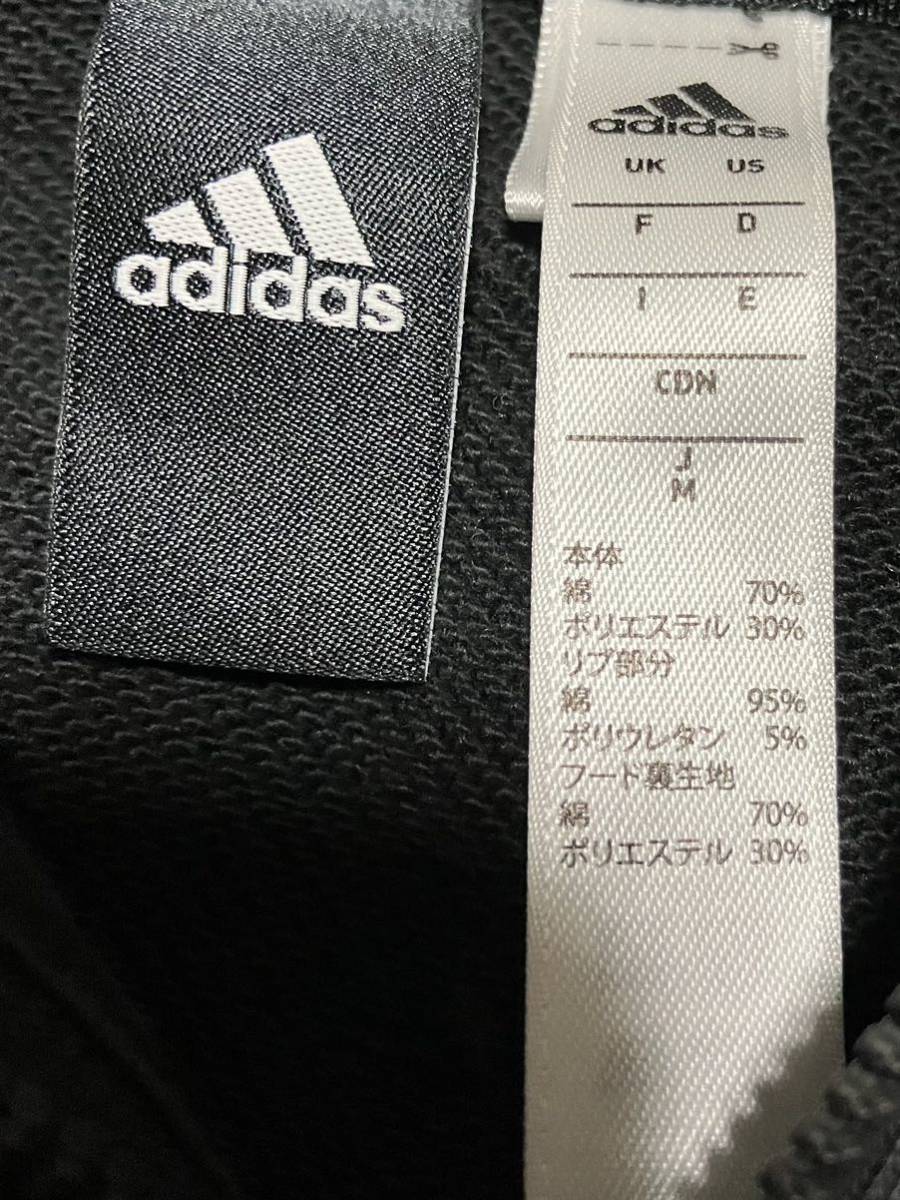 adidas
adidas
UK US
F D
I E
CDN
J
M
本体
綿 70%
ポリエステル 30%
リブ部分
綿 95%
ポリウレタン 5%
フード裏生地
綿 70%
ポリエステル 30%